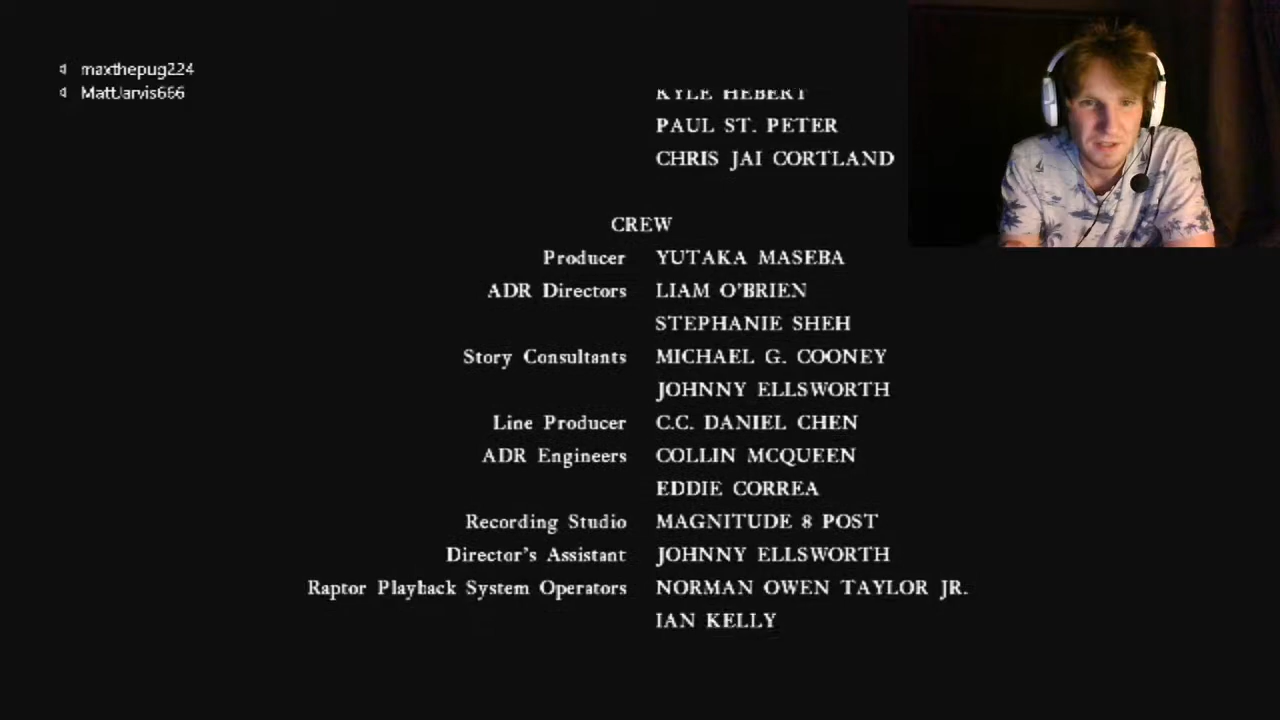 maxthepug224
MattJarvis666
KYLE HEBERT
PAUL ST. PETER
CHRIS JAI CORTLAND
CREW
Producer YUTAKA MASEBA
ADR Directors LIAM O'BRIEN
STEPHANIE SHEH
Story Consultants MICHAEL G. COONEY
JOHNNY ELLSWORTH
Line Producer C.C. DANIEL CHEN
ADR Engineers COLLIN MCQUEEN
EDDIE CORREA
Recording Studio MAGNITUDE 8 POST
Director's Assistant JOHNNY ELLSWORTH
Raptor Playback System Operators NORMAN OWEN TAYLOR JR.
IAN KELLY